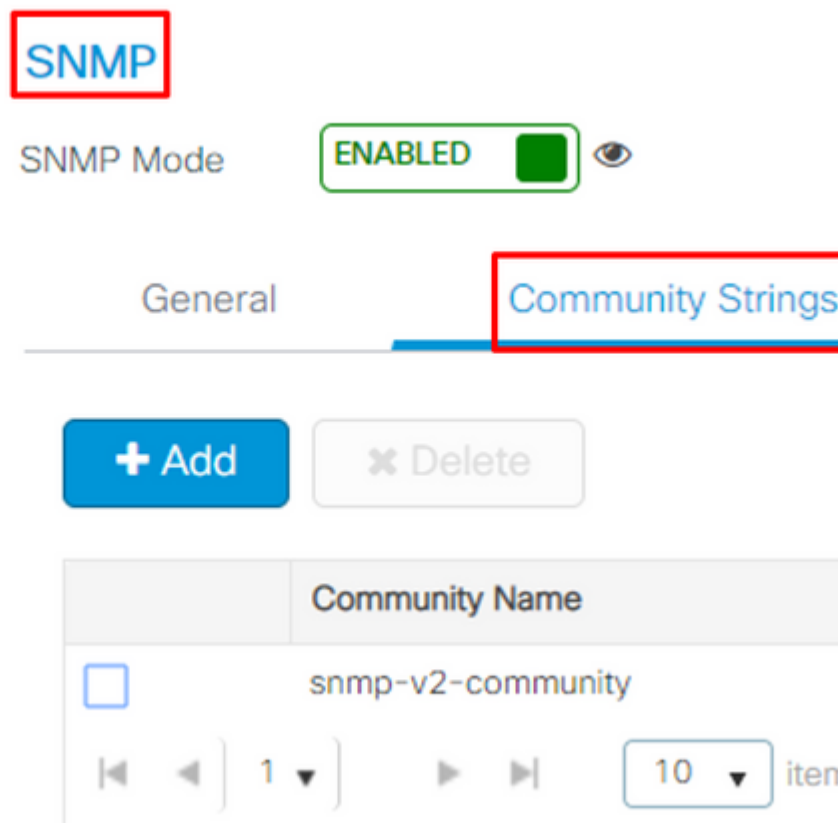 SNMP
SNMP Mode ENABLED
General Community Strings
Add Delete
Community Name
snmp-v2-community
1 10